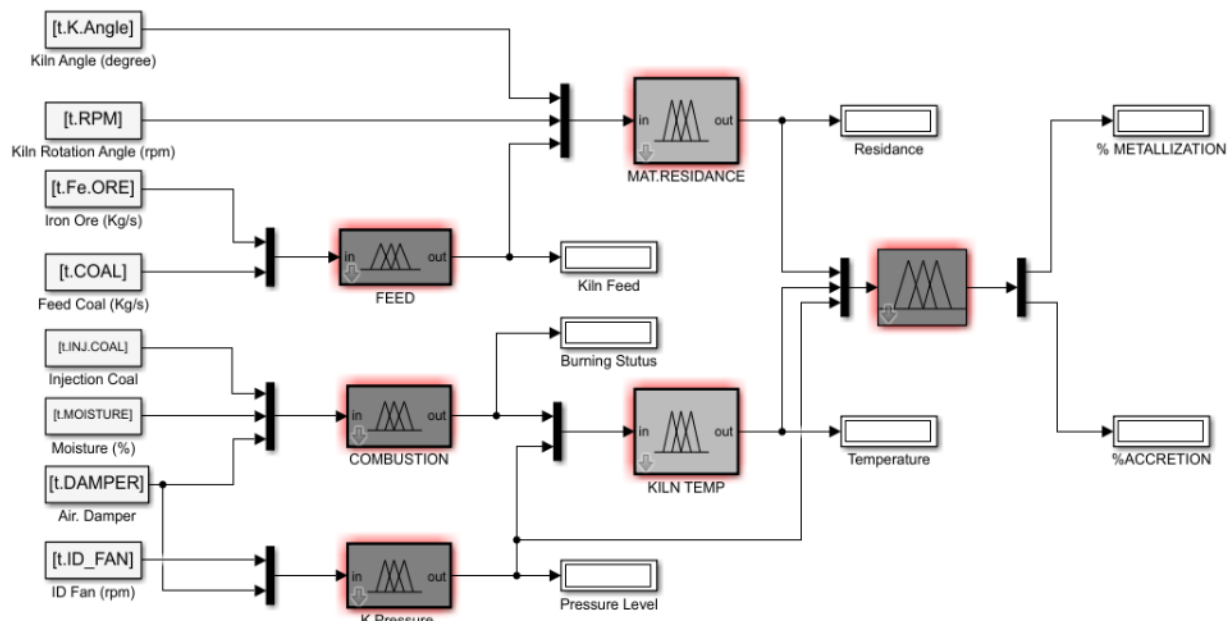 [t.K.Angle]
Kiln Angle (degree)
[t.RPM]
Kiln Rotation Angle (rpm)
[t.Fe.ORE]
Iron Ore (Kg/s)
[t.COAL]
Feed Coal (Kg/s)
[t.INJ.COAL]
Injection Coal
[t.MOISTURE]
Moisture (%)
[t.DAMPER]
Air. Damper
[t.ID_FAN]
ID Fan (rpm)
in
out
FEED
in
out
COMBUSTION
in
out
K.Pressure
in
out
MAT.RESIDANCE
Kiln Feed
Burning Stutus
in
out
KILN TEMP
Pressure Level
Residance
Temperature
% METALLIZATION
%ACCRETION